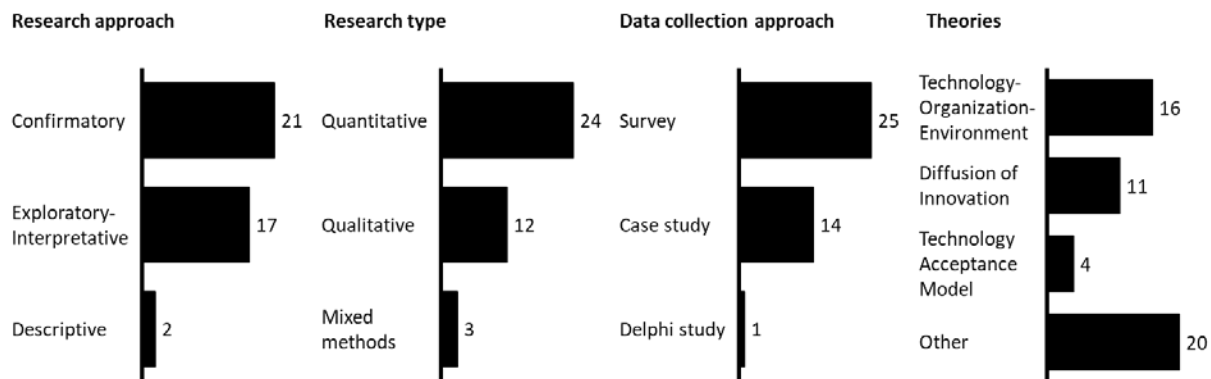 Research approach
Confirmatory
21
Exploratory-
Interpretative
17
Descriptive
2
Research type
Quantitative
24
Qualitative
12
Mixed
methods
3
Data collection approach
Survey
25
Case study
14
Delphi study
1
Theories
Technology-
Organization-
Environment
16
Diffusion of
Innovation
11
Technology
Acceptance
Model
4
Other
20